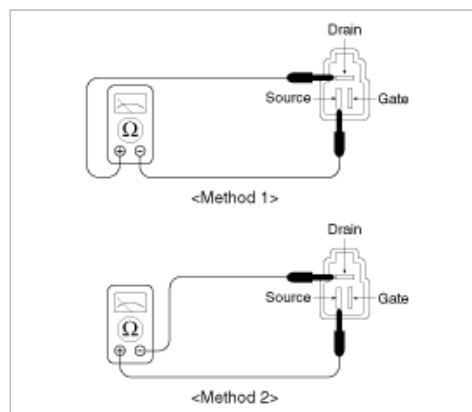 Drain
Source
Gate
Ω
⊕ ⊖
<Method 1>
Drain
Source
Gate
Ω
⊕ ⊖
<Method 2>